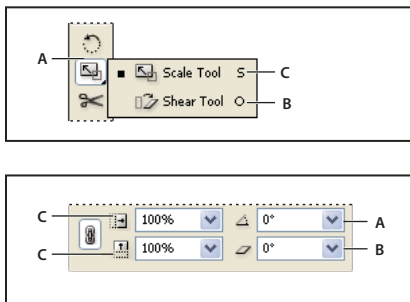 A
Scale Tool S C
Shear Tool O B
C 100% 0° A
C 100% 0° B